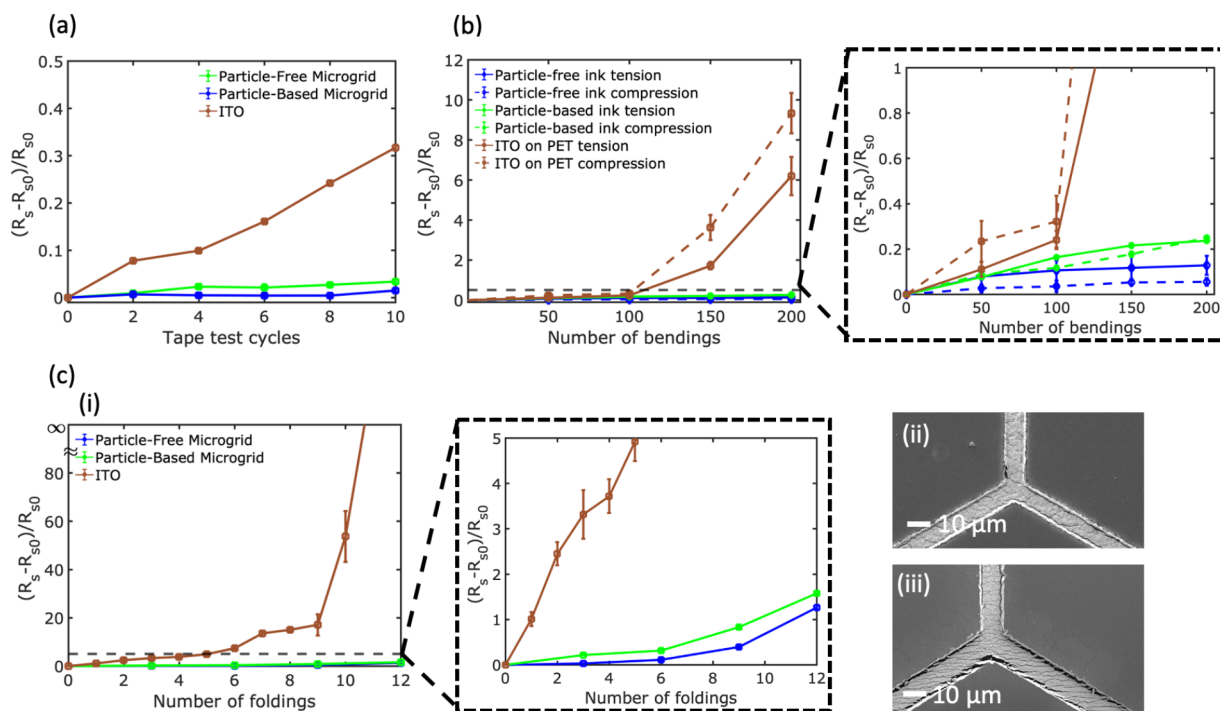 (a)
(R_s-R_s0)/R_s0
0.5
0.4
0.3
0.2
0.1
0
0 2 4 6 8 10
Tape test cycles
Particle-Free Microgrid
Particle-Based Microgrid
ITO
(b)
(R_s-R_s0)/R_s0
12
10
8
6
4
2
0
50 100 150 200
Number of bendings
Particle-free ink tension
Particle-free ink compression
Particle-based ink tension
Particle-based ink compression
ITO on PET tension
ITO on PET compression
(R_s-R_s0)/R_s0
1
0.8
0.6
0.4
0.2
0
0 50 100 150 200
Number of bendings
(c)
(i)
(R_s-R_s0)/R_s0
∞
≈
80
60
40
20
0
0 2 4 6 8 10 12
Number of foldings
Particle-Free Microgrid
Particle-Based Microgrid
ITO
(R_s-R_s0)/R_s0
5
4
3
2
1
0
0 2 4 6 8 10 12
Number of foldings
(ii)
10 μm
(iii)
10 μm